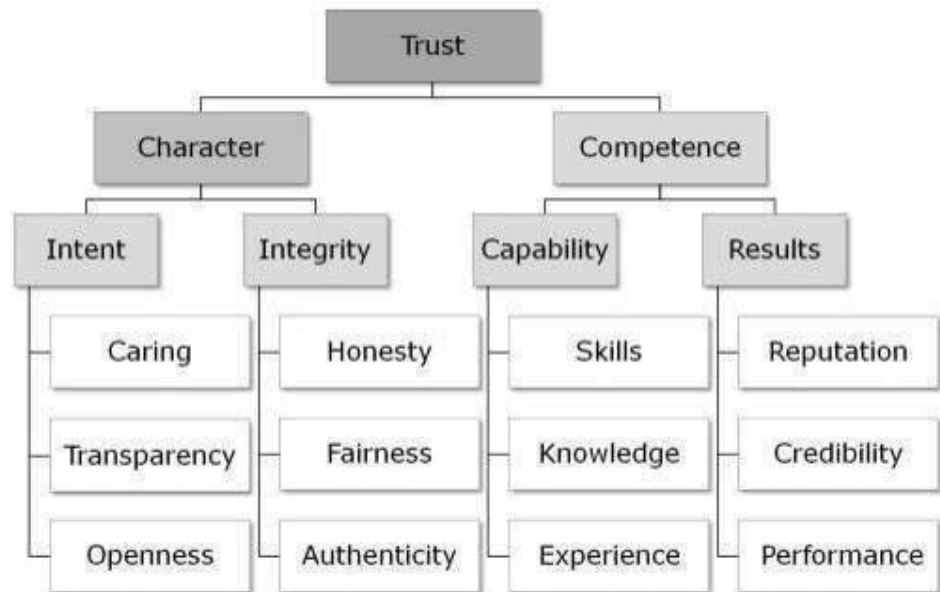 Trust
Character
Competence
Intent
Integrity
Capability
Results
Caring
Honesty
Skills
Reputation
Transparency
Fairness
Knowledge
Credibility
Openness
Authenticity
Experience
Performance